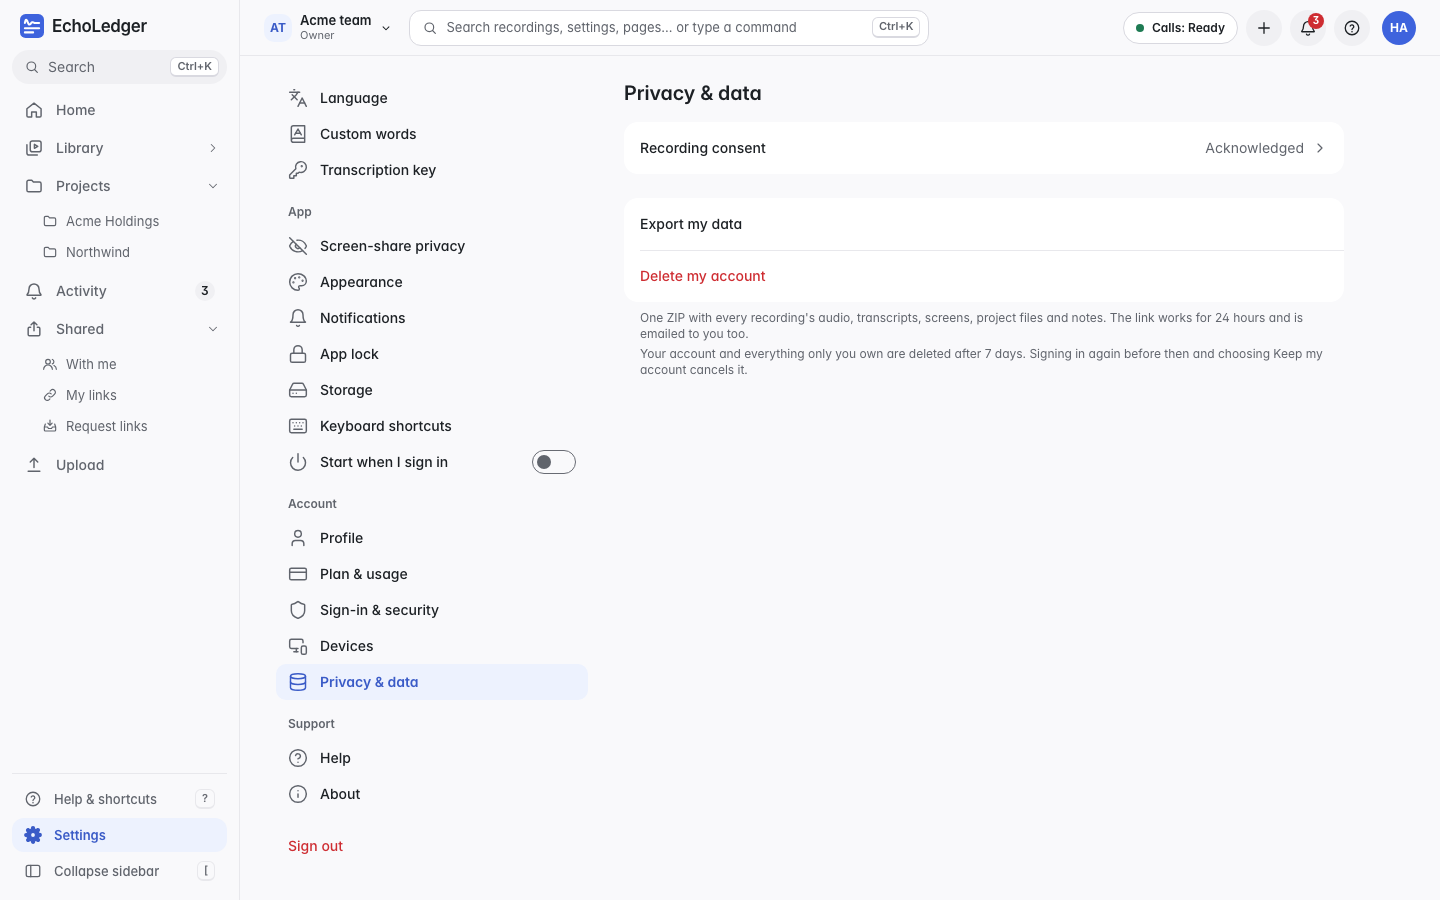 EchoLedger
Search Ctrl+K
Home
Library
Projects
Acme Holdings
Northwind
Activity 3
Shared
With me
My links
Request links
Upload
Help & shortcuts ?
Settings
Collapse sidebar [
AT Acme team
Owner
Search recordings, settings, pages... or type a command Ctrl+K
Calls: Ready
3
HA
Language
Custom words
Transcription key
App
Screen-share privacy
Appearance
Notifications
App lock
Storage
Keyboard shortcuts
Start when I sign in
Account
Profile
Plan & usage
Sign-in & security
Devices
Privacy & data
Support
Help
About
Sign out
Privacy & data
Recording consent Acknowledged
Export my data
Delete my account
One ZIP with every recording's audio, transcripts, screens, project files and notes. The link works for 24 hours and is
emailed to you too.
Your account and everything only you own are deleted after 7 days. Signing in again before then and choosing Keep my
account cancels it.